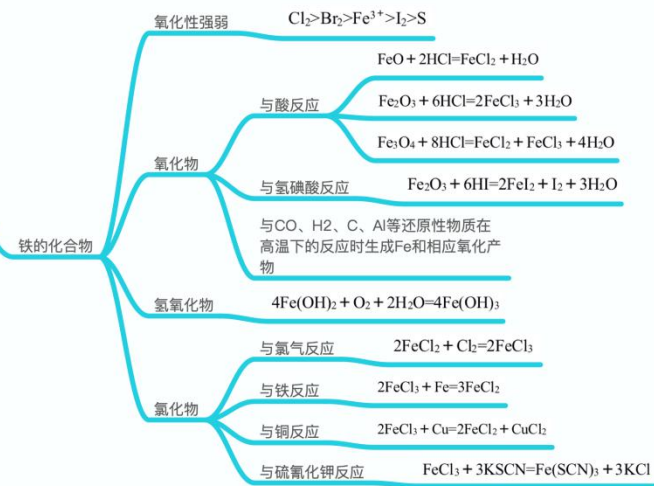 氧化性强弱
Cl₂>Br₂>Fe³⁺>I₂>S
FeO+2HCl=FeCl₂+H₂O
与酸反应
Fe₂O₃+6HCl=2FeCl₃+3H₂O
Fe₃O₄+8HCl=FeCl₂+FeCl₃+4H₂O
氧化物
与氢碘酸反应
Fe₂O₃+6HI=2FeI₂+I₂+3H₂O
与CO、H2、C、Al等还原性物质在
高温下的反应时生成Fe和相应氧化产
物
铁的化合物
氢氧化物
4Fe(OH)₂+O₂+2H₂O=4Fe(OH)₃
与氯气反应
2FeCl₂+Cl₂=2FeCl₃
与铁反应
2FeCl₃+Fe=3FeCl₂
氯化物
与铜反应
2FeCl₃+Cu=2FeCl₂+CuCl₂
与硫氰化钾反应
FeCl₃+3KSCN=Fe(SCN)₃+3KCl